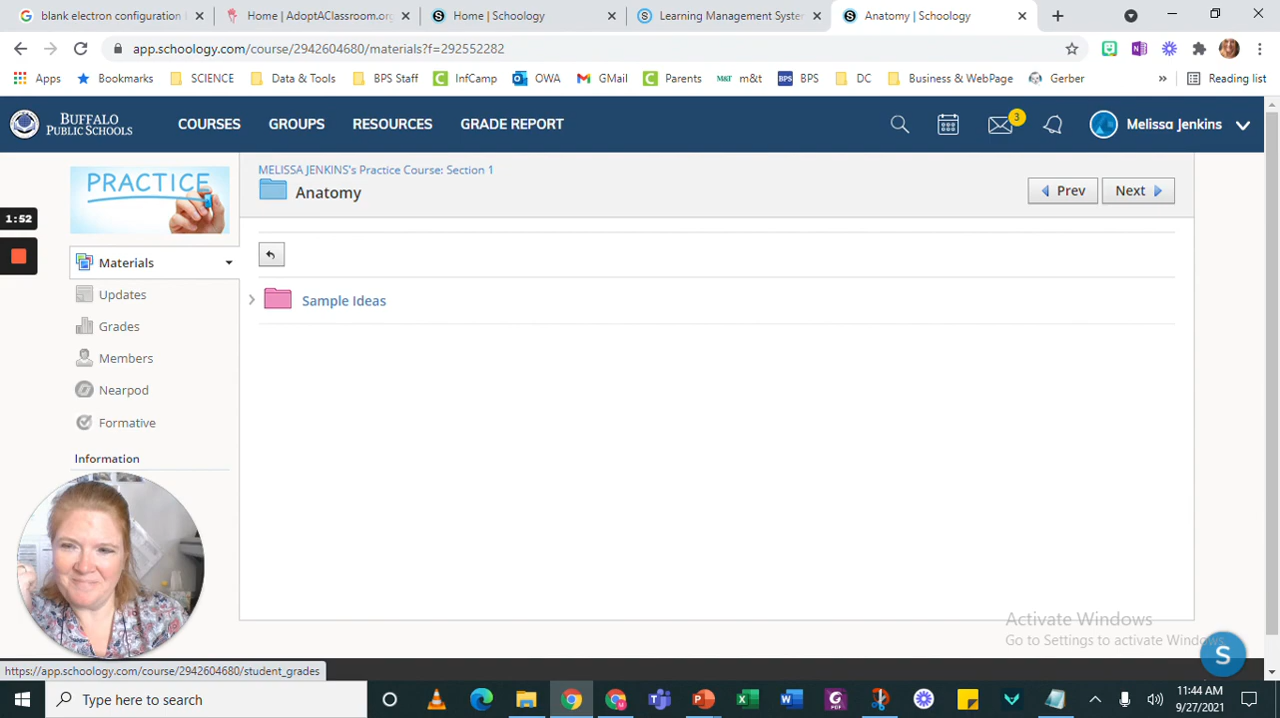 blank electron configuration
Home | AdoptAClassroom.org
Home | Schoology
Learning Management System
Anatomy | Schoology
app.schoology.com/course/2942604680/materials?f=292552282
Apps
Bookmarks
SCIENCE
Data & Tools
BPS Staff
InfCamp
OWA
GMail
Parents
M&T m&t
BPS BPS
DC
Business & WebPage
Gerber
»
Reading list
BUFFALO
PUBLIC SCHOOLS
COURSES
GROUPS
RESOURCES
GRADE REPORT
3
Melissa Jenkins
PRACTICE
MELISSA JENKINS's Practice Course: Section 1
Anatomy
Prev
Next
1:52
Materials
Updates
Grades
Members
Nearpod
Formative
Information
Sample Ideas
Activate Windows
Go to Settings to activate Windows.
S
https://app.schoology.com/course/2942604680/student_grades
Type here to search
11:44 AM
9/27/2021